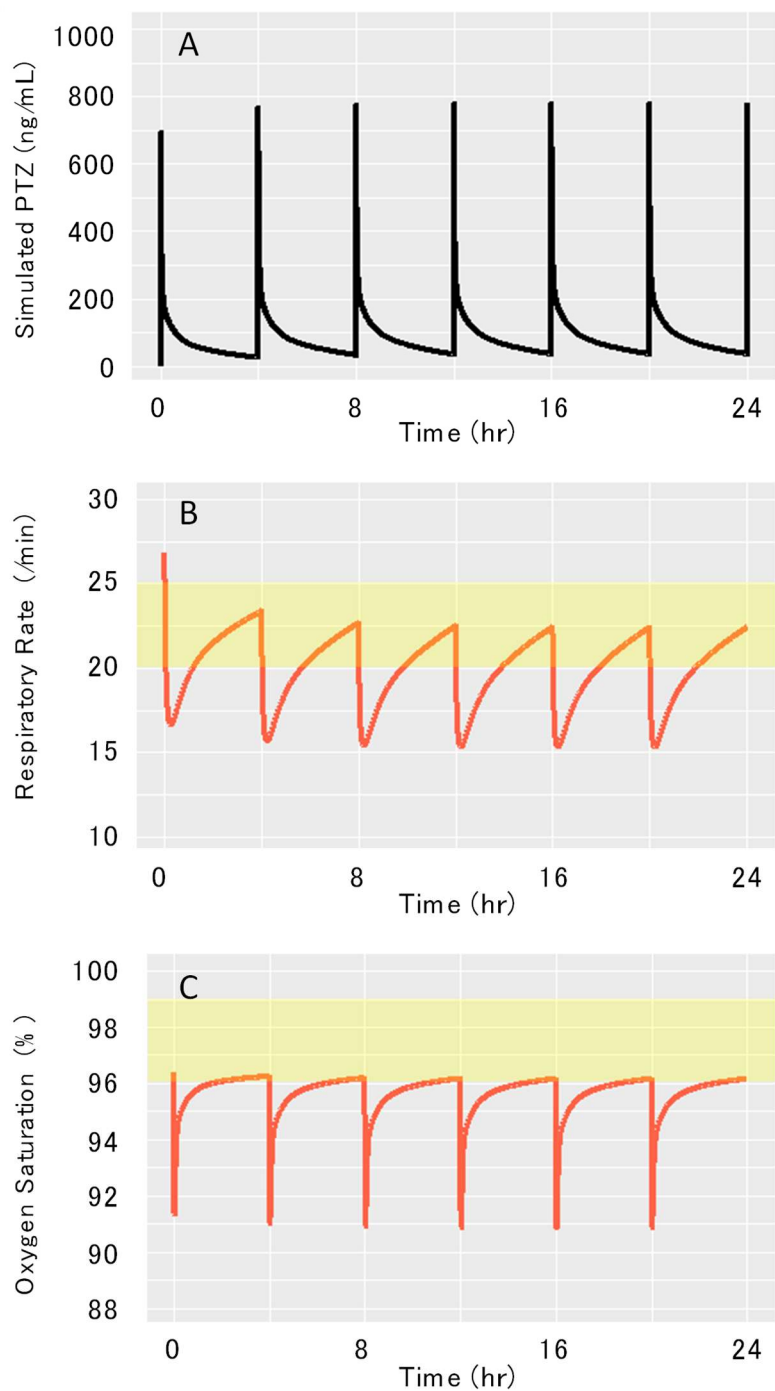 A
Simulated PTZ (ng/mL)
1000
800
600
400
200
0
0 8 16 24
Time (hr)
B
Respiratory Rate (/min)
30
25
20
15
10
0 8 16 24
Time (hr)
C
Oxygen Saturation (%)
100
98
96
94
92
90
88
0 8 16 24
Time (hr)